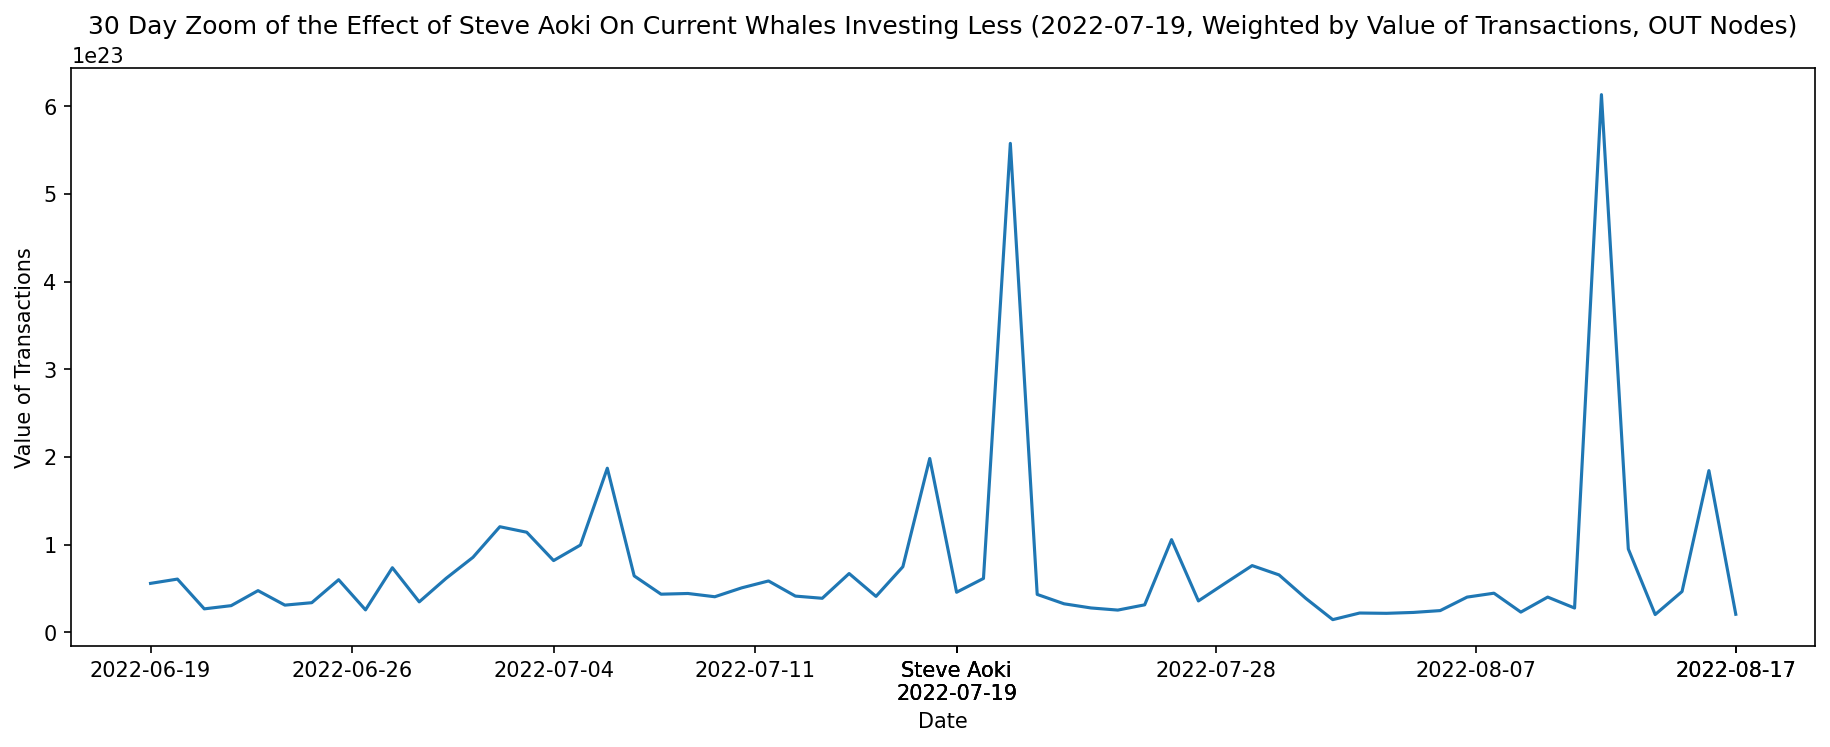 30 Day Zoom of the Effect of Steve Aoki On Current Whales Investing Less (2022-07-19, Weighted by Value of Transactions, OUT Nodes)
1e23
6
5
4
3
2
1
0
Value of Transactions
2022-06-19 2022-06-26 2022-07-04 2022-07-11 Steve Aoki 2022-07-28 2022-08-07 2022-08-17
2022-07-19
Date